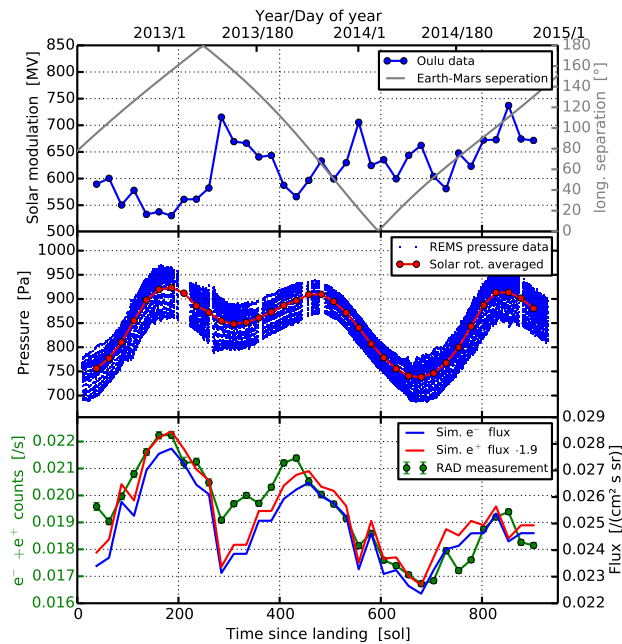 Year/Day of year
2013/1 2013/180 2014/1 2014/180 2015/1
Solar modulation [MV]
850
800
750
700
650
600
550
500
Oulu data
Earth-Mars seperation
180
160
140
120
100
80
60
40
20
0
long. separation [°]
Pressure [Pa]
1000
950
900
850
800
750
700
REMS pressure data
Solar rot. averaged
e⁻ +e⁺ counts [/s]
0.022
0.021
0.020
0.019
0.018
0.017
0.016
Sim. e⁻ flux
Sim. e⁺ flux ·1.9
RAD measurement
0.029
0.028
0.027
0.026
0.025
0.024
0.023
0.022
Flux [/(cm² s sr)]
0 200 400 600 800
Time since landing [sol]